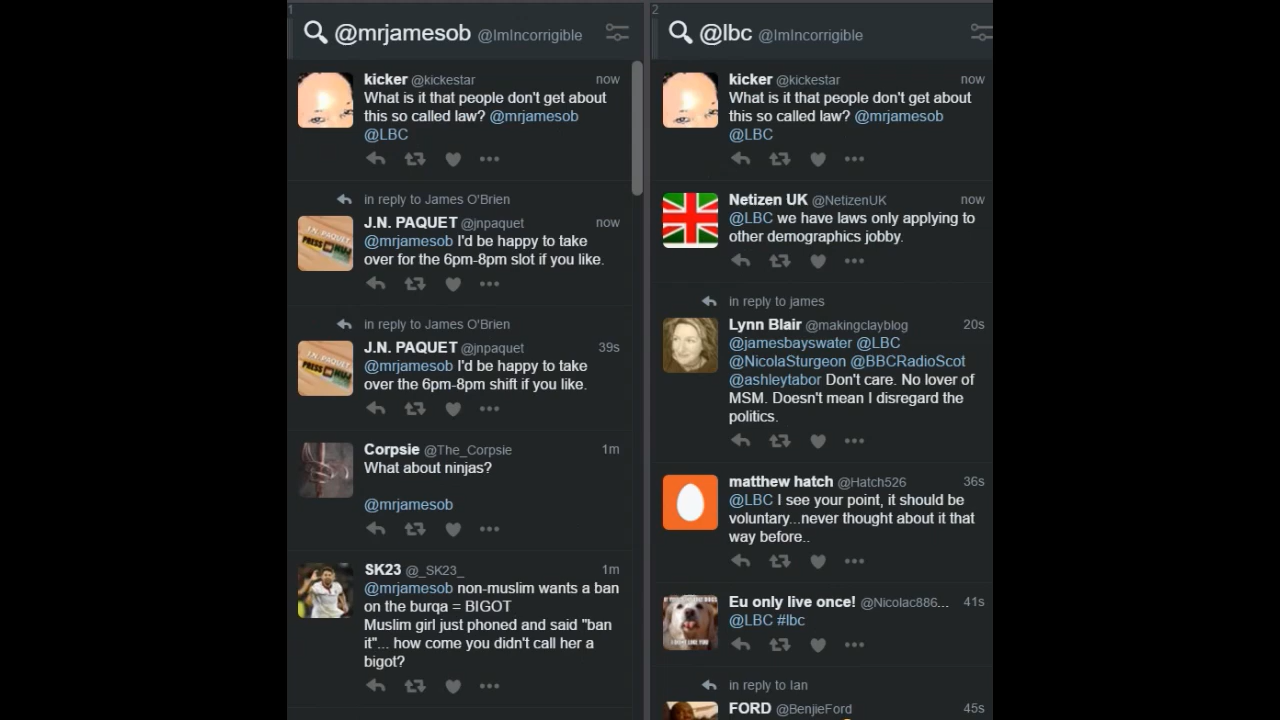 1
@mrjamesob @ImIncorrigible
kicker @kickestar now
What is it that people don't get about
this so called law? @mrjamesob
@LBC
in reply to James O'Brien
J.N. PAQUET @jnpaquet now
@mrjamesob I'd be happy to take
over for the 6pm-8pm slot if you like.
in reply to James O'Brien
J.N. PAQUET @jnpaquet 39s
@mrjamesob I'd be happy to take
over the 6pm-8pm shift if you like.
Corpsie @The_Corpsie 1m
What about ninjas?
@mrjamesob
SK23 @_SK23_ 1m
@mrjamesob non-muslim wants a ban
on the burqa = BIGOT
Muslim girl just phoned and said "ban
it"... how come you didn't call her a
bigot?
2
@lbc @ImIncorrigible
kicker @kickestar now
What is it that people don't get about
this so called law? @mrjamesob
@LBC
Netizen UK @NetizenUK now
@LBC we have laws only applying to
other demographics jobby.
in reply to james
Lynn Blair @makingclayblog 20s
@jamesbayswater @LBC
@NicolaSturgeon @BBCRadioScot
@ashleytabor Don't care. No lover of
MSM. Doesn't mean I disregard the
politics.
matthew hatch @Hatch526 36s
@LBC I see your point, it should be
voluntary...never thought about it that
way before..
Eu only live once! @Nicolac886... 41s
@LBC #lbc
in reply to Ian
FORD @BenjieFord 45s